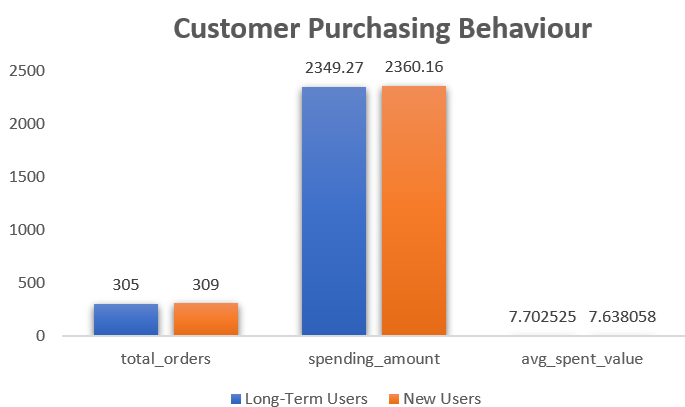 Customer Purchasing Behaviour
2500
2000
1500
1000
500
0
305
309
2349.27
2360.16
7.702525
7.638058
total_orders
spending_amount
avg_spent_value
Long-Term Users
New Users